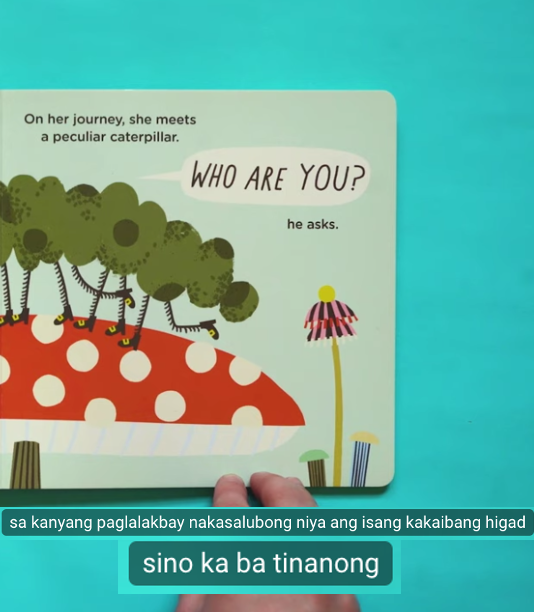 On her journey, she meets
a peculiar caterpillar.
WHO ARE YOU?
he asks.
sa kanyang paglalakbay nakasalubong niya ang isang kakaibang higad
sino ka ba tinanong